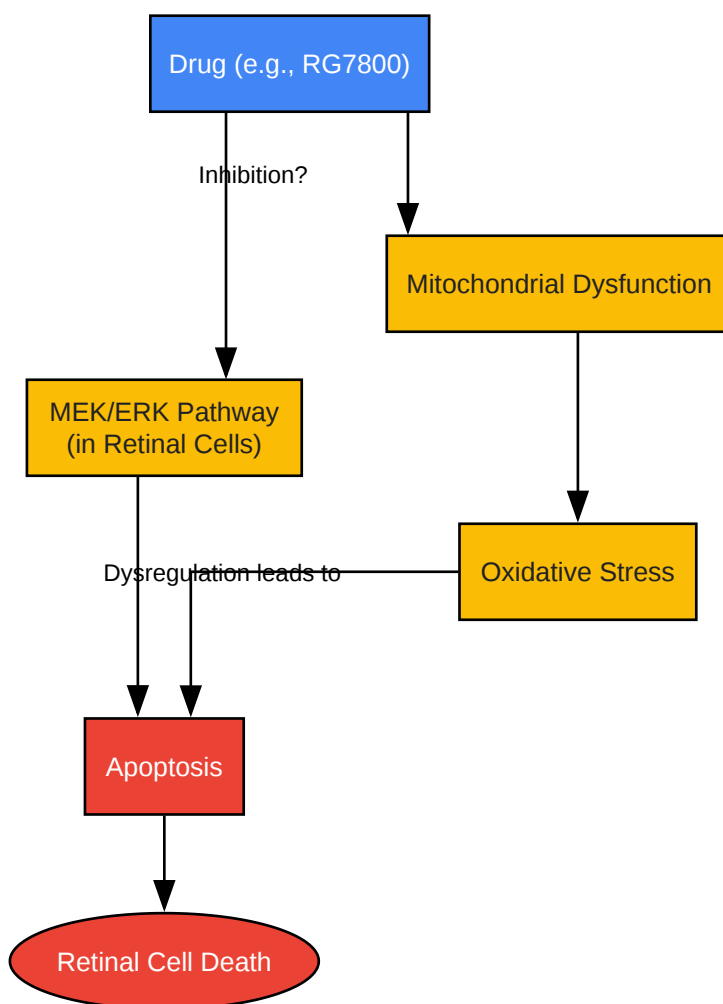 Drug (e.g., RG7800)
Inhibition?
Mitochondrial Dysfunction
MEK/ERK Pathway
(in Retinal Cells)
Dysregulation leads to
Oxidative Stress
Apoptosis
Retinal Cell Death